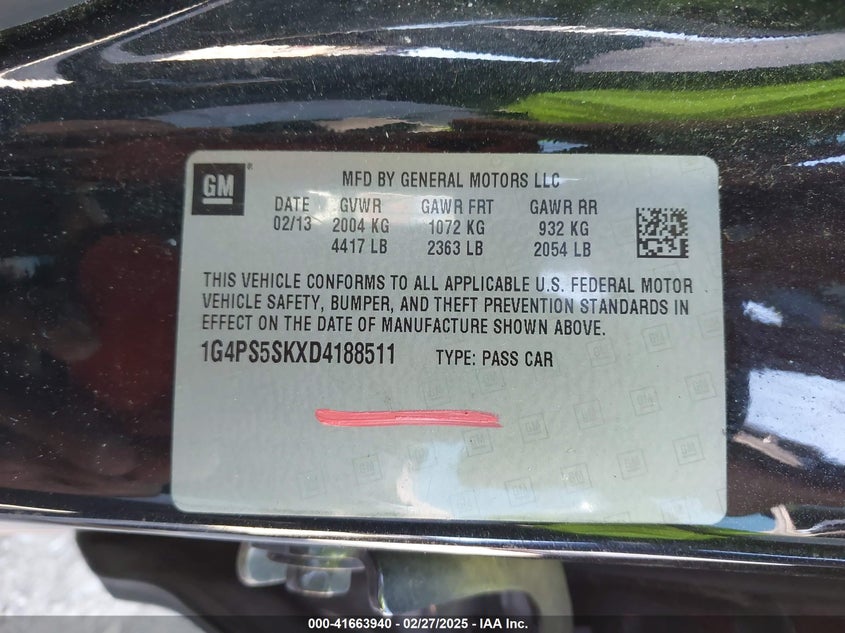 GM
MFD BY GENERAL MOTORS LLC
DATE GVWR GAWR FRT GAWR RR
02/13 2004 KG 1072 KG 932 KG
4417 LB 2363 LB 2054 LB
THIS VEHICLE CONFORMS TO ALL APPLICABLE U.S. FEDERAL MOTOR
VEHICLE SAFETY, BUMPER, AND THEFT PREVENTION STANDARDS IN
EFFECT ON THE DATE OF MANUFACTURE SHOWN ABOVE.
1G4PS5SKXD4188511 TYPE: PASS CAR
000-41663940 - 02/27/2025 - IAA Inc.